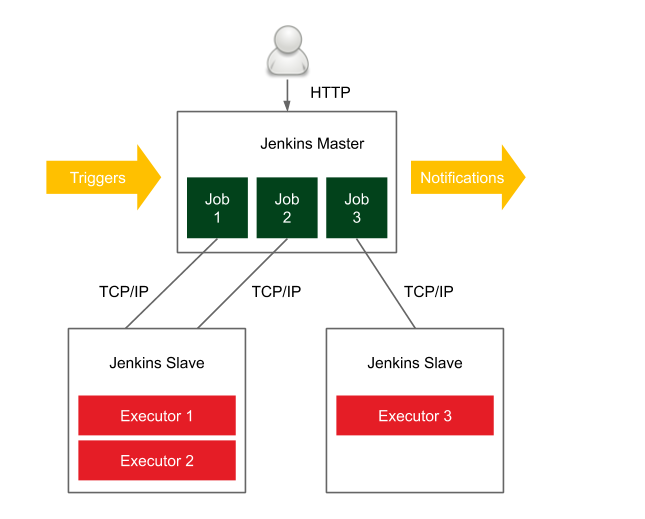 HTTP
Jenkins Master
Triggers
Notifications
Job
1
Job
2
Job
3
TCP/IP
TCP/IP
TCP/IP
Jenkins Slave
Executor 1
Executor 2
Jenkins Slave
Executor 3